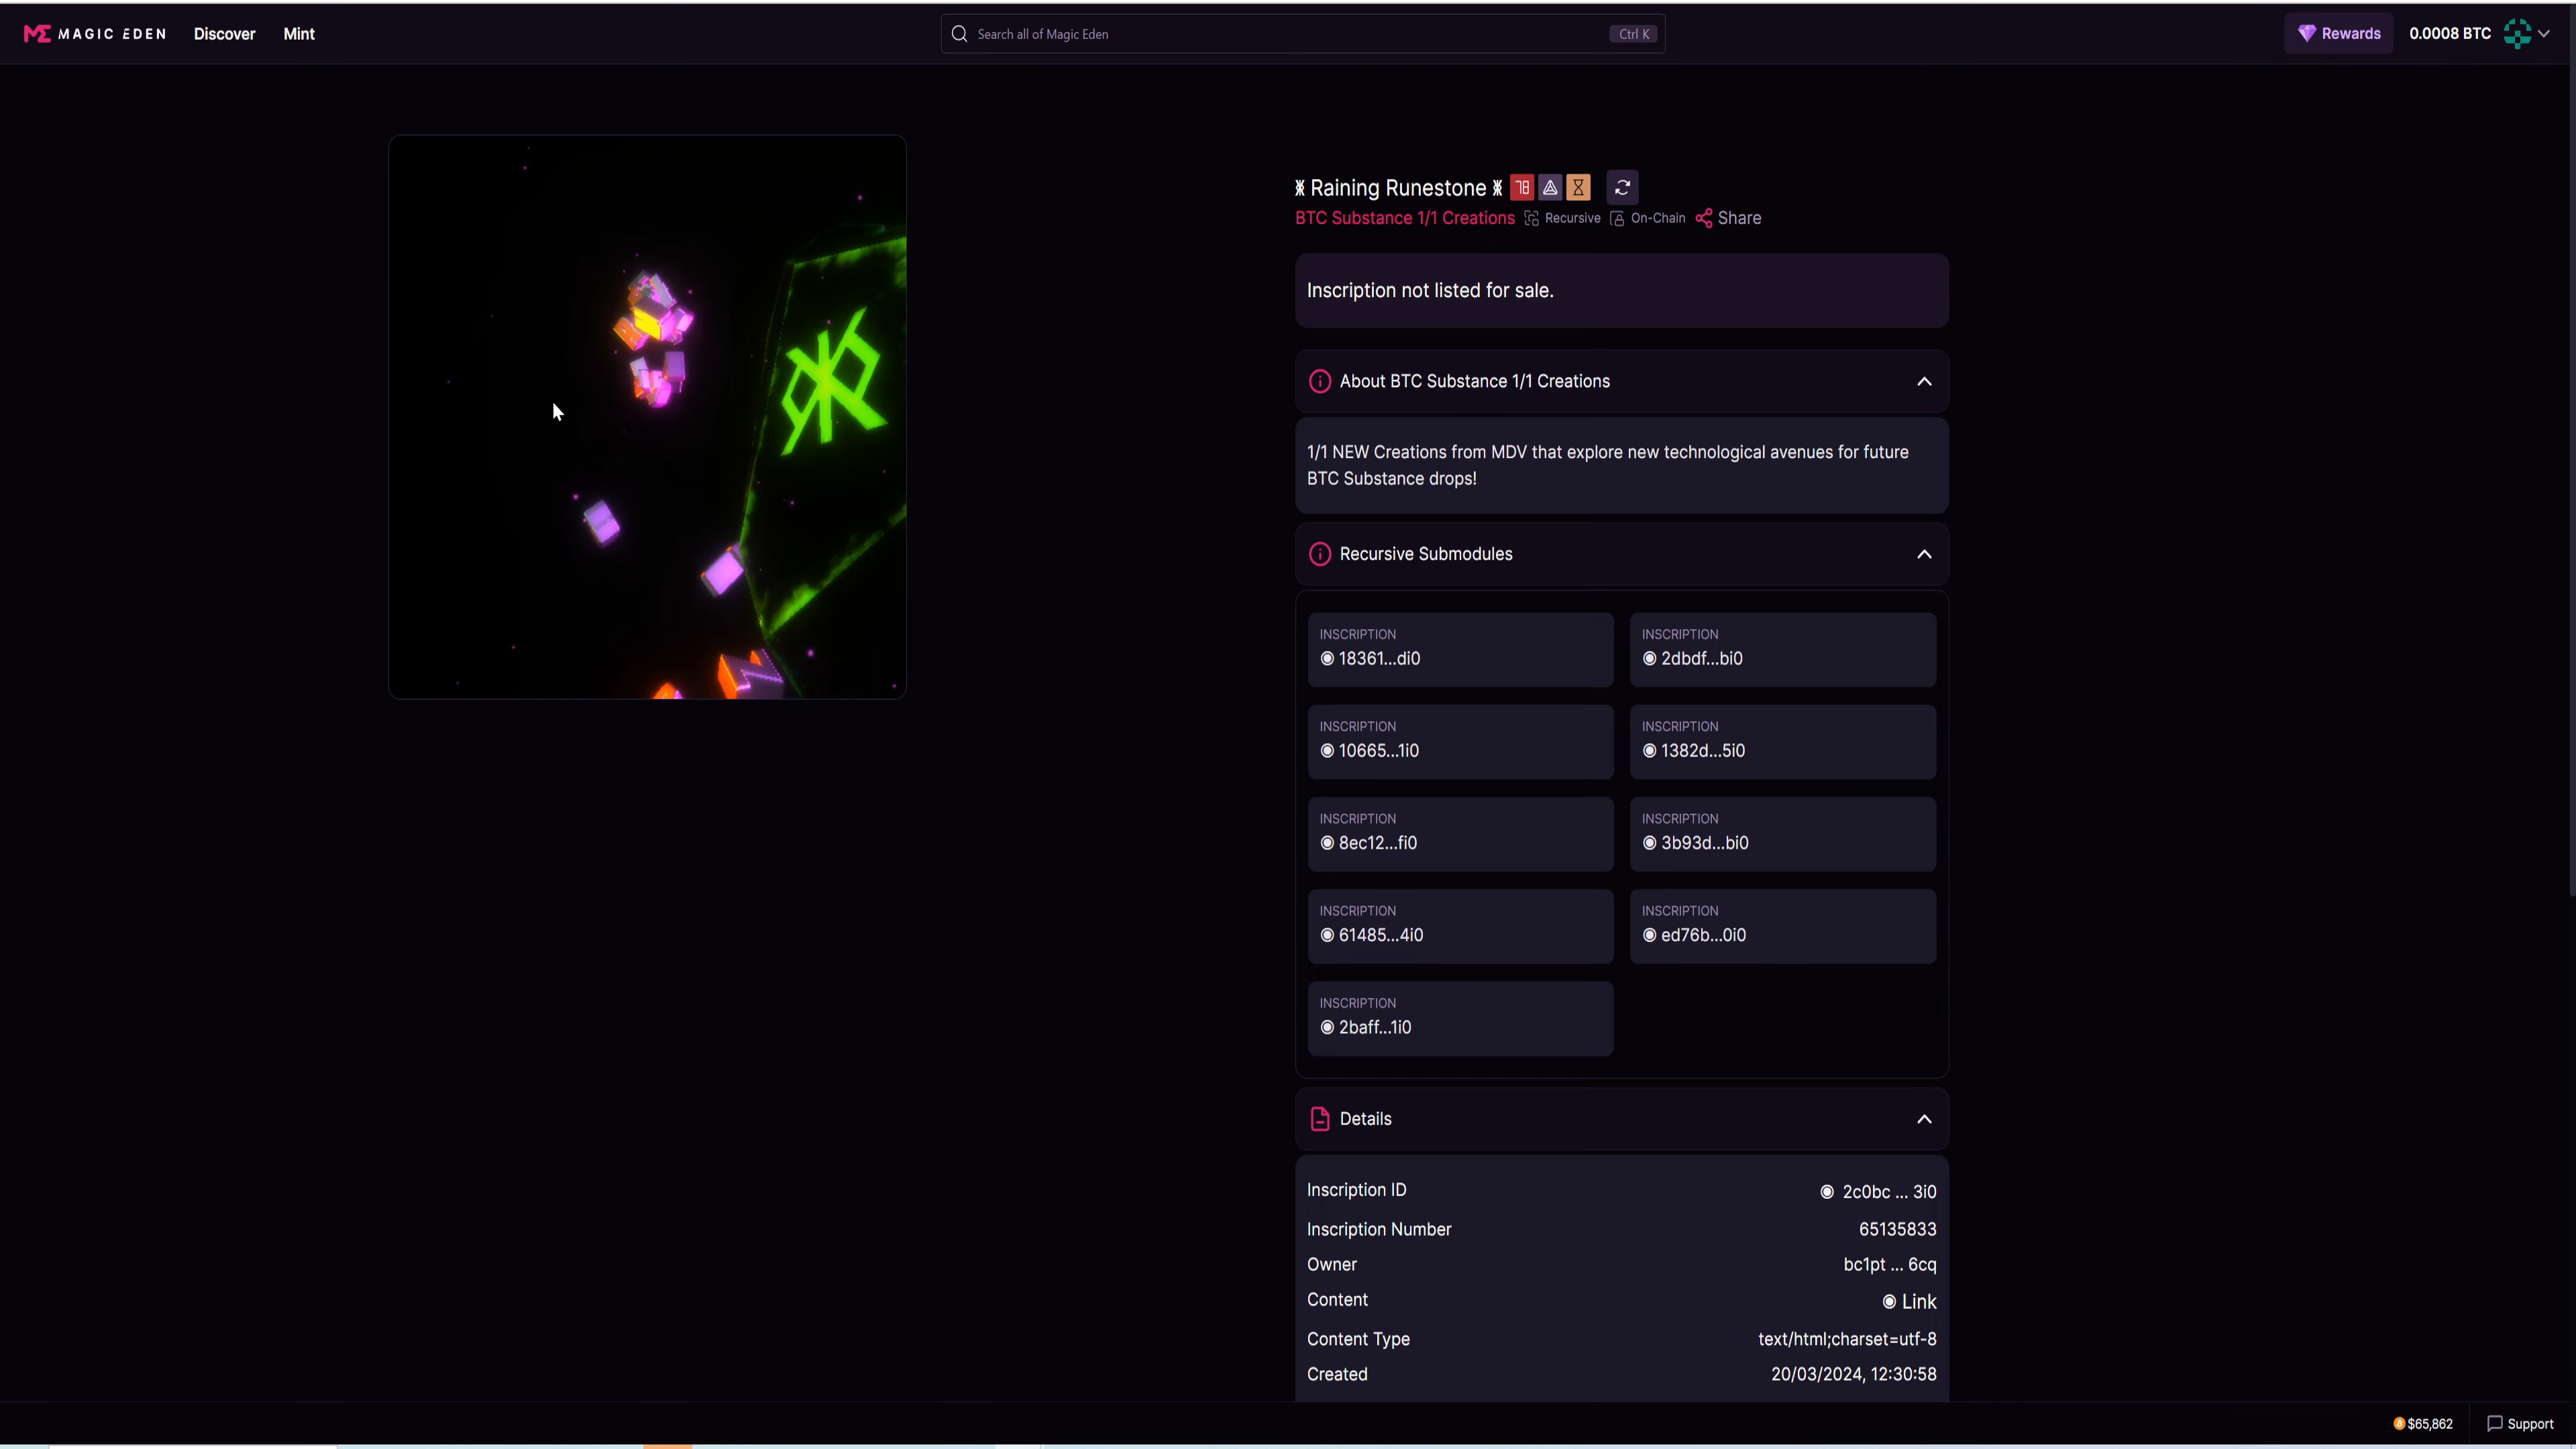 MAGIC EDEN Discover Mint Search all of Magic Eden Ctrl K Rewards 0.0008 BTC
Raining Runestone
BTC Substance 1/1 Creations Recursive On-Chain Share
Inscription not listed for sale.
About BTC Substance 1/1 Creations
1/1 NEW Creations from MDV that explore new technological avenues for future
BTC Substance drops!
Recursive Submodules
INSCRIPTION INSCRIPTION
18361...di0 2dbdf...bi0
INSCRIPTION INSCRIPTION
10665...1i0 1382d...5i0
INSCRIPTION INSCRIPTION
8ec12...fi0 3b93d...bi0
INSCRIPTION INSCRIPTION
61485...4i0 ed76b...0i0
INSCRIPTION
2baff...1i0
Details
Inscription ID 2c0bc ... 3i0
Inscription Number 65135833
Owner bc1pt ... 6cq
Content Link
Content Type text/html;charset=utf-8
Created 20/03/2024, 12:30:58
$65,862 Support